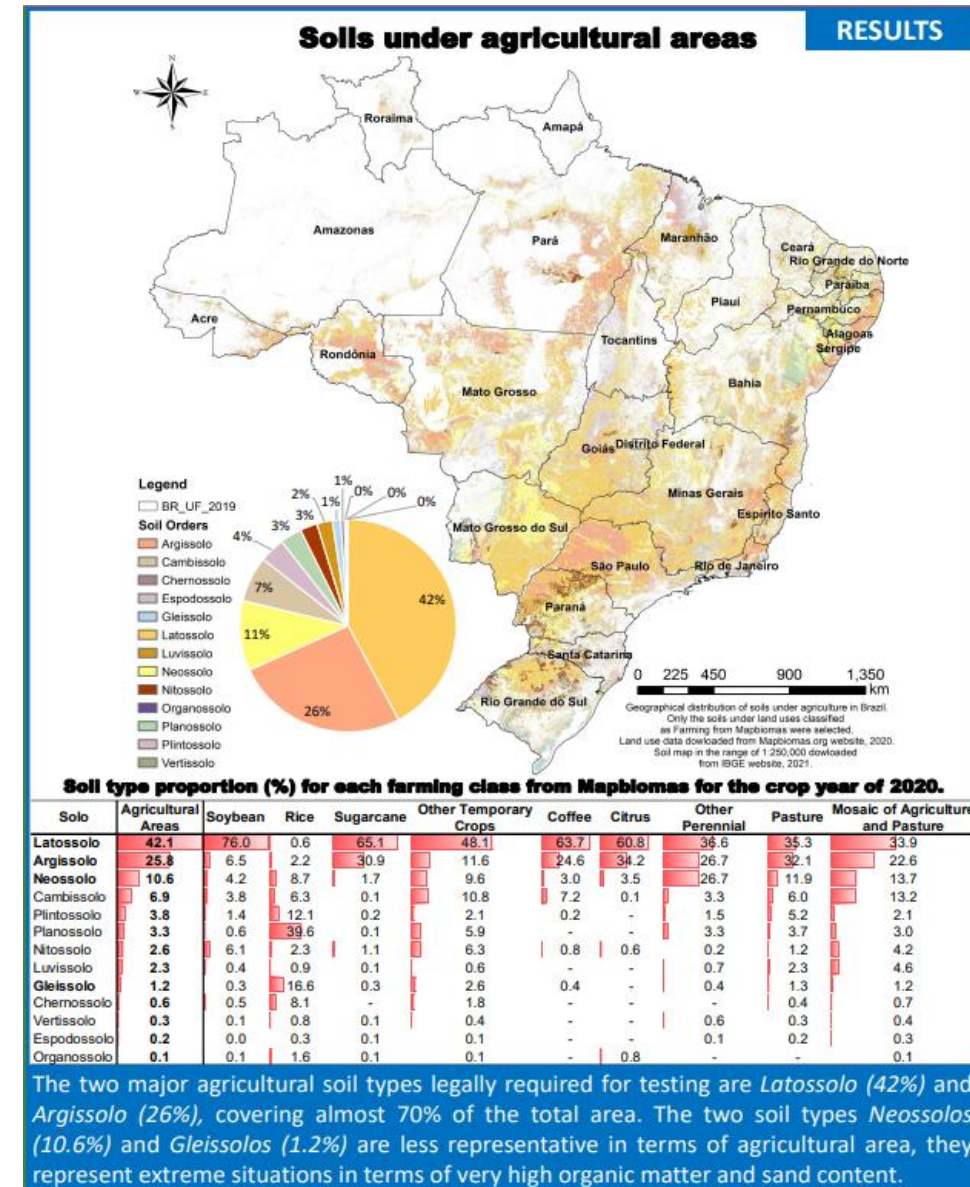 RESULTS
Soils under agricultural areas
N
W
E
S
Roraima
Amapá
Amazonas
Pará
Maranhão
Ceará
Rio Grande do Norte
Paraíba
Piauí
Pernambuco
Acre
Alagoas
Sergipe
Rondônia
Tocantins
Bahia
Mato Grosso
Goiás
Distrito Federal
Minas Gerais
Espírito Santo
Mato Grosso do Sul
São Paulo
Rio de Janeiro
Paraná
Santa Catarina
Rio Grande do Sul
Legend
BR_UF_2019
Soil Orders
Argissolo
Cambissolo
Chernossolo
Espodossolo
Gleissolo
Latossolo
Luvissolo
Neossolo
Nitossolo
Organossolo
Planossolo
Plintossolo
Vertissolo
42%
26%
11%
7%
4%
3%
3%
2%
1%
1%
0%
0%
0%
0 225 450 900 1,350
km
Geographical distribution of soils under agriculture in Brazil.
Only the soils under land uses classified
as Farming from Mapbiomas were selected.
Land use data dowloaded from Mapbiomas.org website, 2020.
Soil map in the range of 1:250,000 dowloaded
from IBGE website, 2021.
Soil type proportion (%) for each farming class from Mapbiomas for the crop year of 2020.
Solo Agricultural Areas Soybean Rice Sugarcane Other Temporary Crops Coffee Citrus Other Perennial Pasture Mosaic of Agriculture and Pasture
Latossolo 42.1 76.0 0.6 65.1 48.1 63.7 60.8 36.6 35.3 33.9
Argissolo 25.8 6.5 2.2 30.9 11.6 24.6 34.2 26.7 32.1 22.6
Neossolo 10.6 4.2 8.7 1.7 9.6 3.0 3.5 26.7 11.9 13.7
Cambissolo 6.9 3.8 6.3 0.1 10.8 7.2 0.1 3.3 6.0 13.2
Plintossolo 3.8 1.4 12.1 0.2 2.1 0.2 - 1.5 5.2 2.1
Planossolo 3.3 0.6 39.6 0.1 5.9 - - 3.3 3.7 3.0
Nitossolo 2.6 6.1 2.3 1.1 6.3 0.8 0.6 0.2 1.2 4.2
Luvissolo 2.3 0.4 0.9 0.1 0.6 - - 0.7 2.3 4.6
Gleissolo 1.2 0.3 16.6 0.3 2.6 0.4 - 0.4 1.3 1.2
Chernossolo 0.6 0.5 8.1 - 1.8 - - - 0.4 0.7
Vertissolo 0.3 0.1 0.8 0.1 0.4 - - 0.6 0.3 0.4
Espodossolo 0.2 0.0 0.3 0.1 0.1 - - 0.1 0.2 0.3
Organossolo 0.1 0.1 1.6 0.1 0.1 - 0.8 - - 0.1
The two major agricultural soil types legally required for testing are Latossolo (42%) and
Argissolo (26%), covering almost 70% of the total area. The two soil types Neossolos
(10.6%) and Gleissolos (1.2%) are less representative in terms of agricultural area, they
represent extreme situations in terms of very high organic matter and sand content.